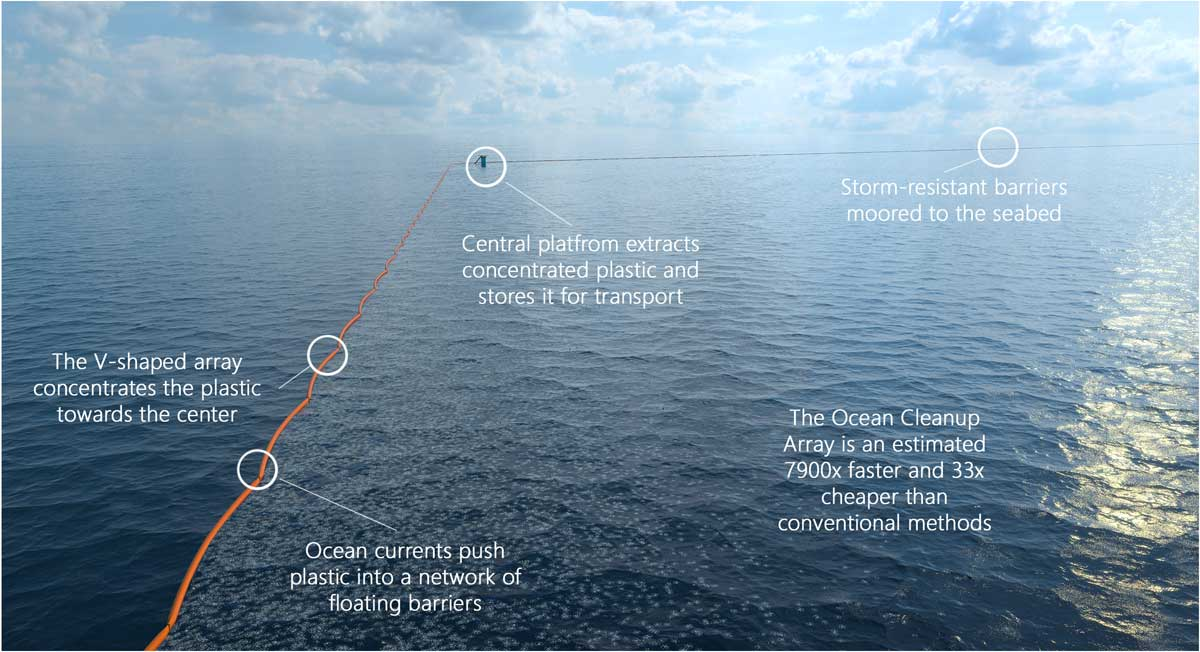 Storm-resistant barriers
moored to the seabed
Central platfrom extracts
concentrated plastic and
stores it for transport
The V-shaped array
concentrates the plastic
towards the center
The Ocean Cleanup
Array is an estimated
7900x faster and 33x
cheaper than
conventional methods
Ocean currents push
plastic into a network of
floating barriers